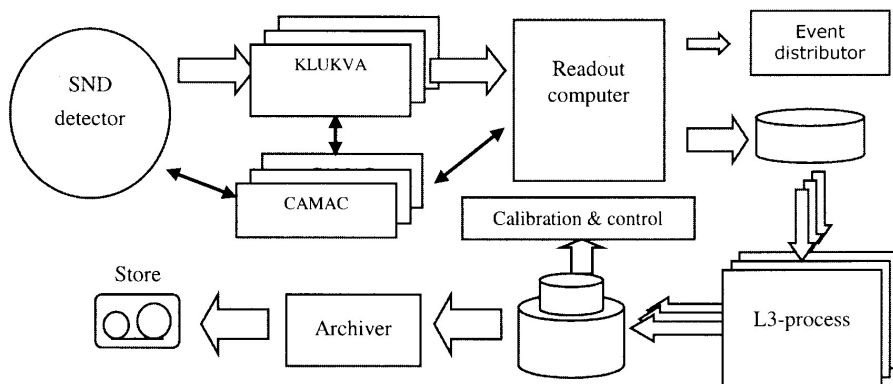 SND
detector
KLUKVA
Readout
computer
Event
distributor
CAMAC
Calibration & control
Store
Archiver
L3-process